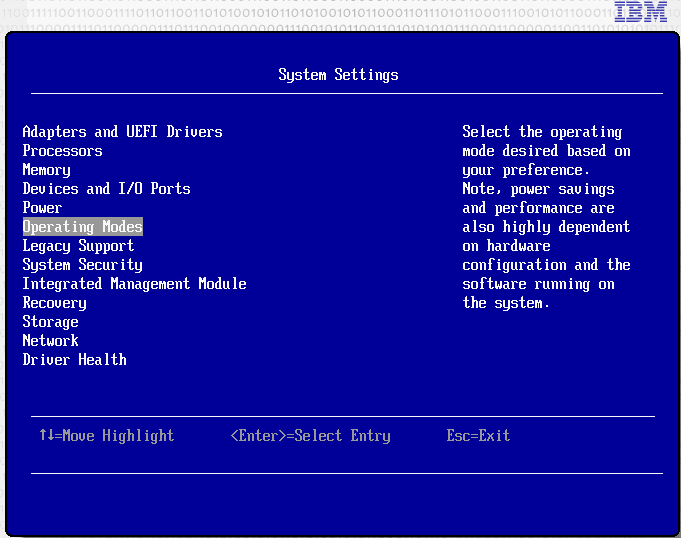 IBM
System Settings
Adapters and UEFI Drivers
Processors
Memory
Devices and I/O Ports
Power
Operating Modes
Legacy Support
System Security
Integrated Management Module
Recovery
Storage
Network
Driver Health
Select the operating
mode desired based on
your preference.
Note, power savings
and performance are
also highly dependent
on hardware
configuration and the
software running on
the system.
↑↓=Move Highlight <Enter>=Select Entry Esc=Exit